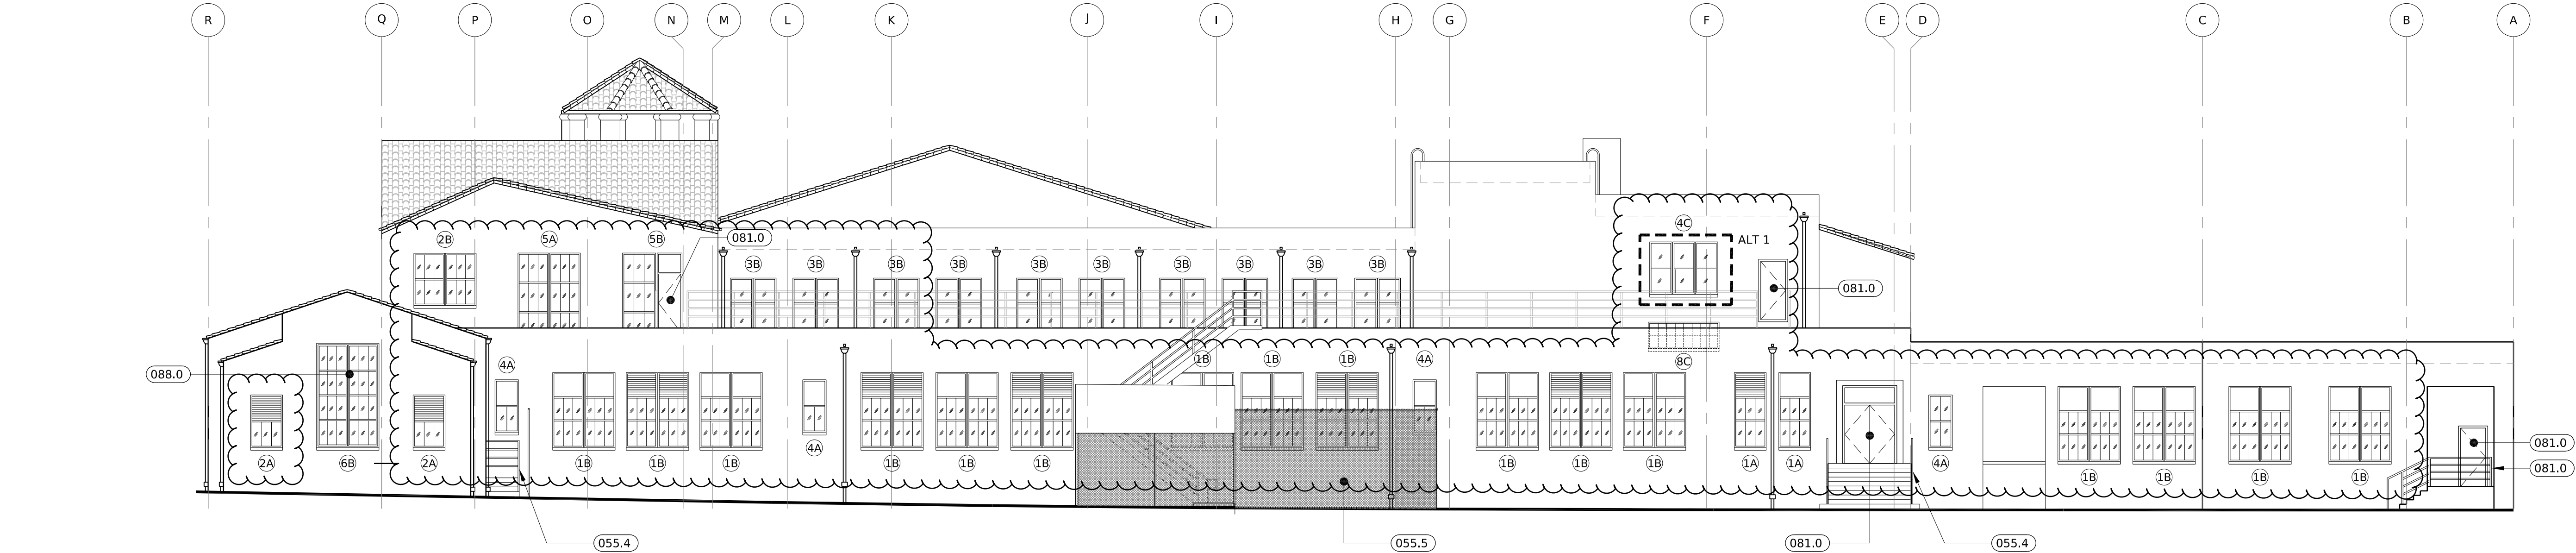 R Q P O N M L K J I H G F E D C B A
4C
2B 5A 5B 081.0 ALT 1
3B 3B 3B 3B 3B 3B 3B 3B 3B 3B
081.0
4A 1B 1B 1B 4A 8C
088.0
081.0
4A
2A 6B 2A 1B 1B 1B 1B 1B 1B 1B 1B 1B 1A 1A 4A
081.0
1B 1B 1B 1B
055.4 055.5 081.0 055.4